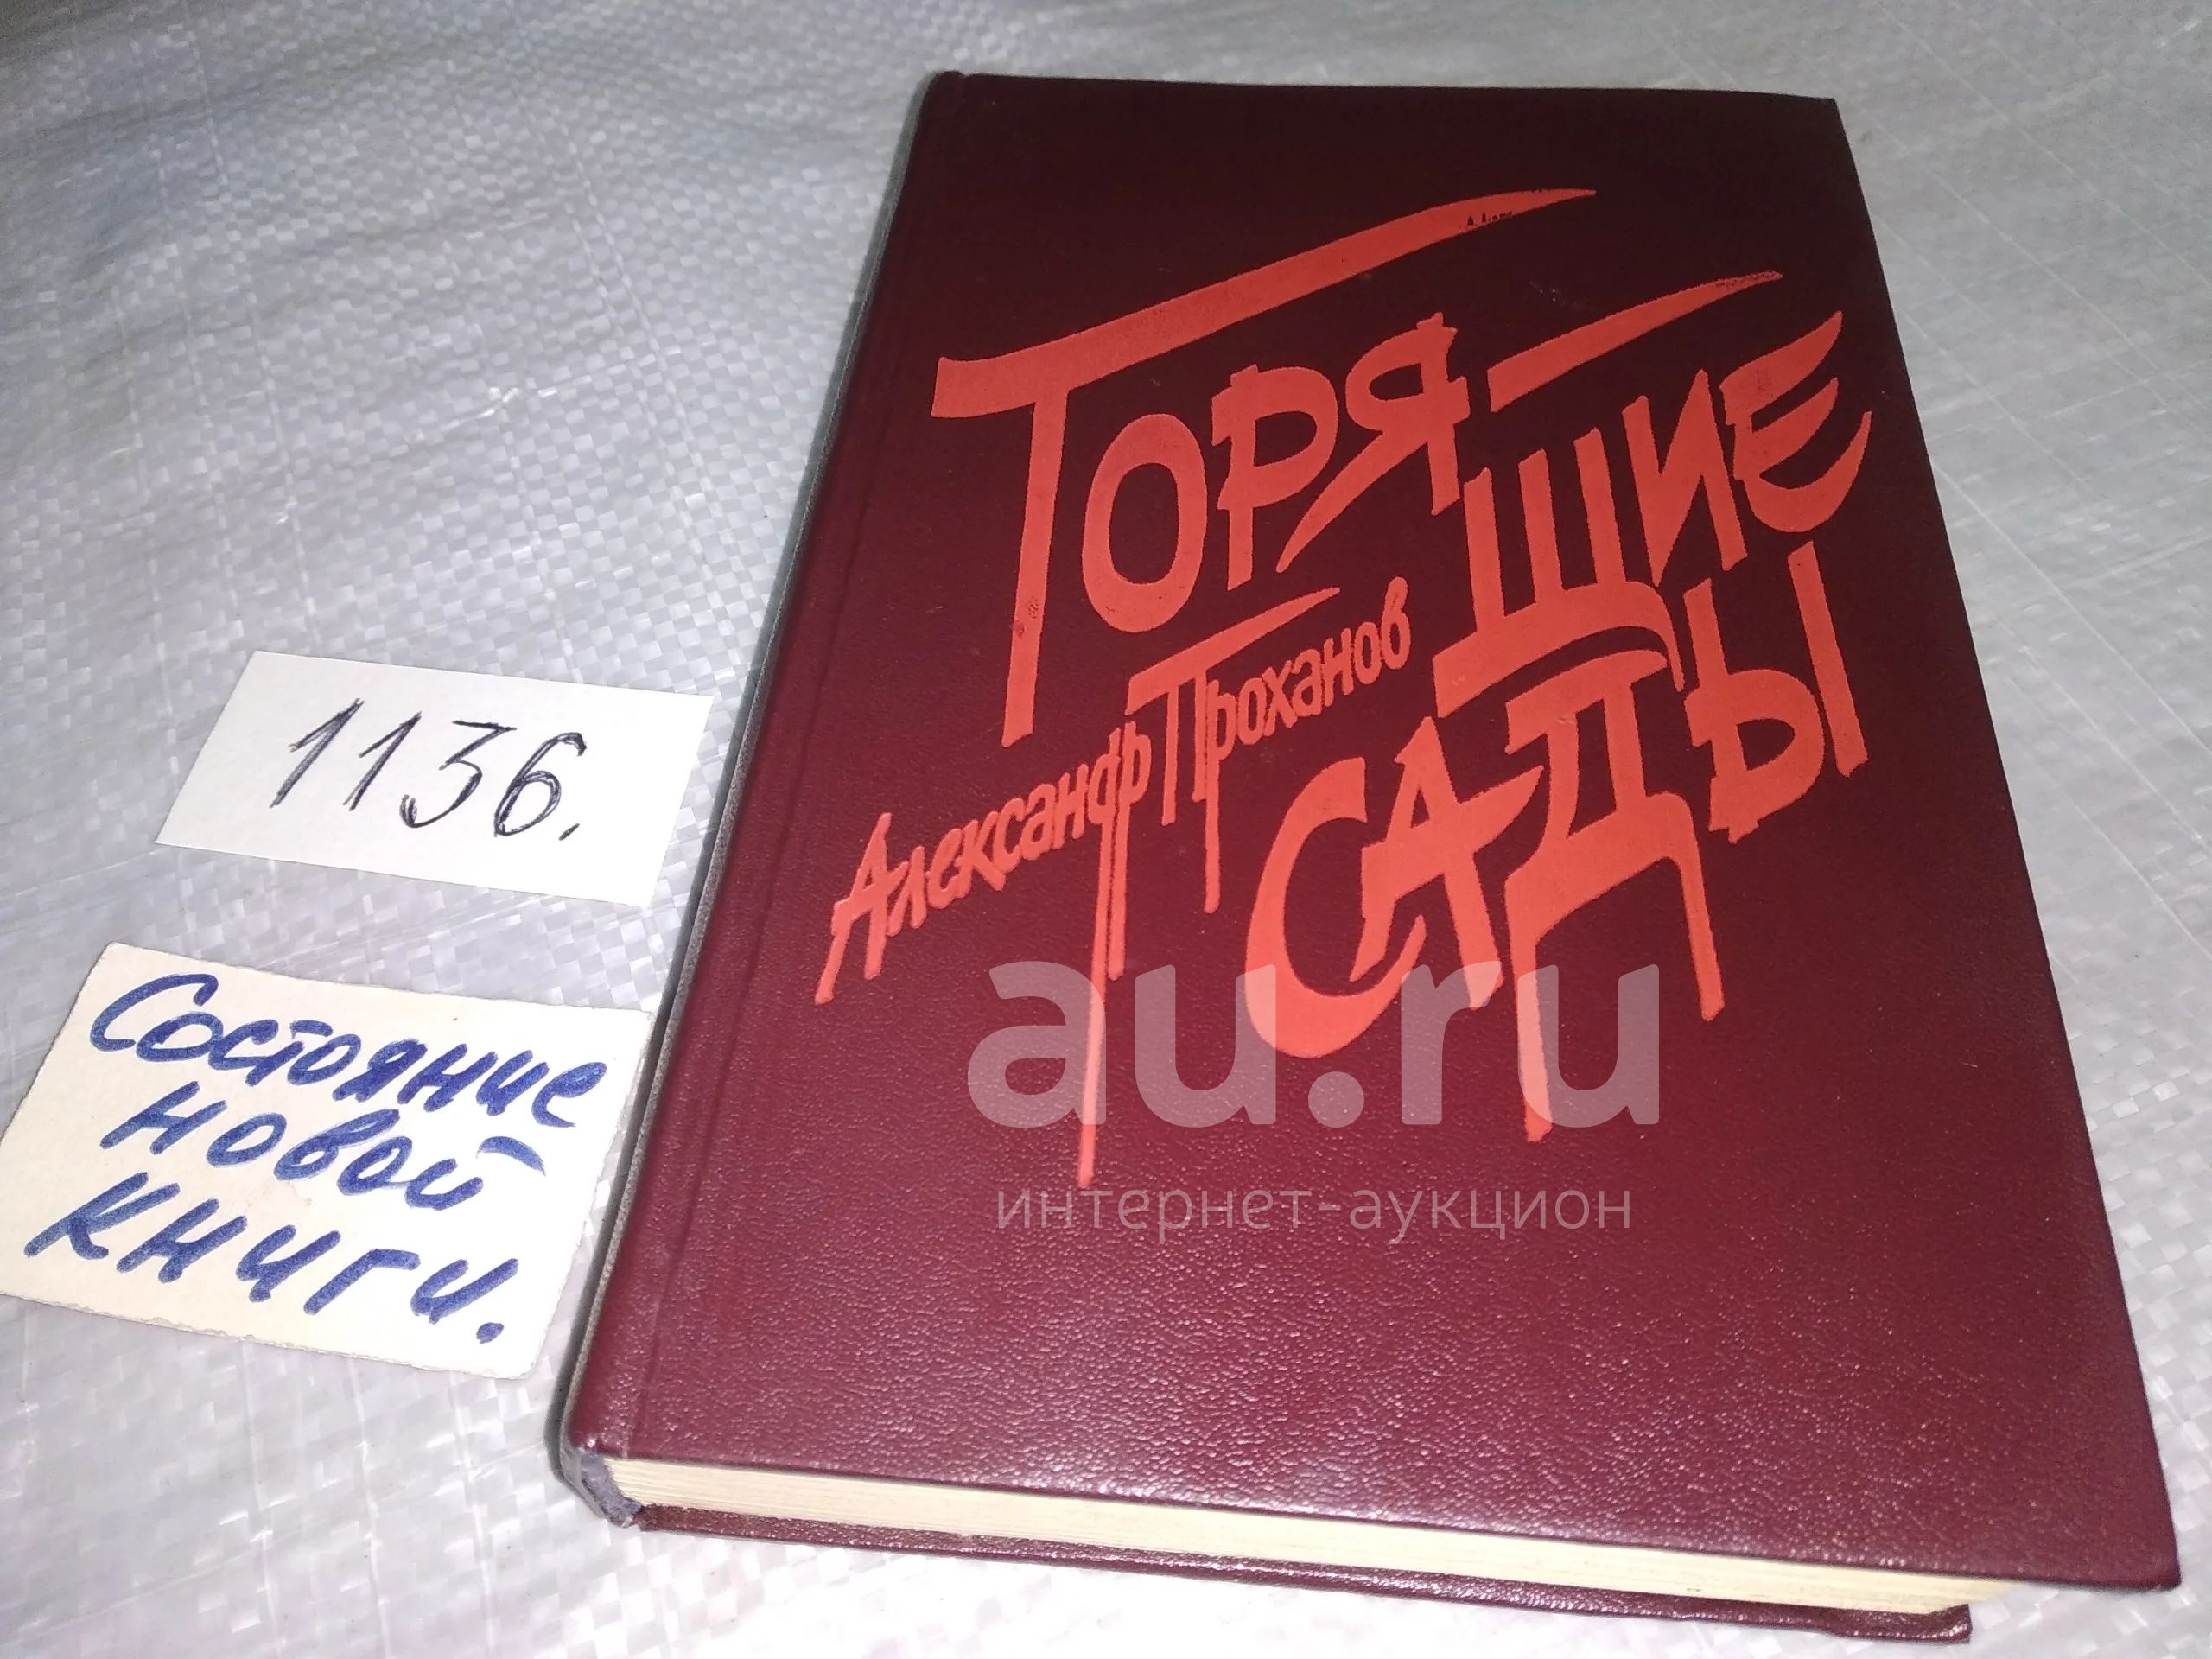 Горя-
щие
сады
Александр Проханов
1136.
Состояние
новой
книги.
au.ru
интернет-аукцион